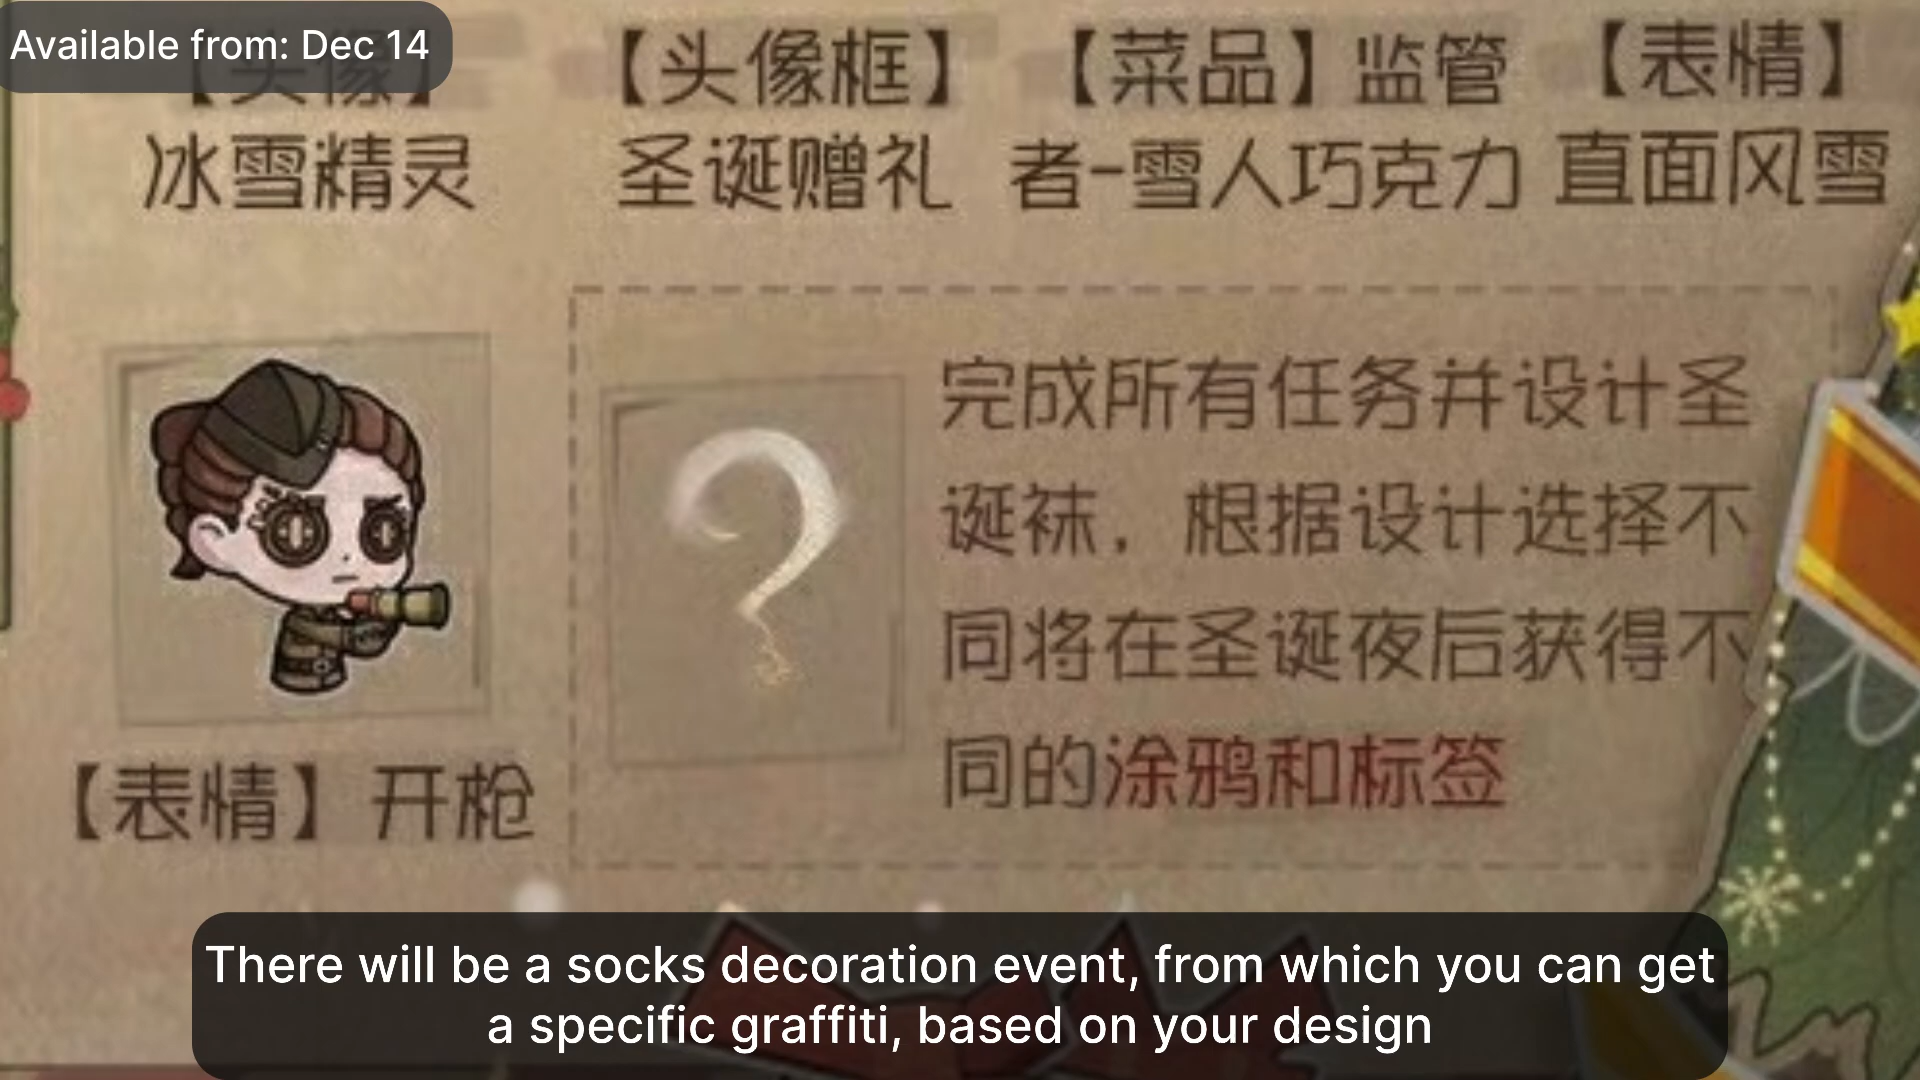 Available from: Dec 14
【头像】
冰雪精灵
【头像框】
圣诞赠礼
【菜品】监管
者-雪人巧克力
【表情】
直面风雪
【表情】开枪
完成所有任务并设计圣
诞袜，根据设计选择不
同将在圣诞夜后获得不
同的涂鸦和标签
There will be a socks decoration event, from which you can get
a specific graffiti, based on your design